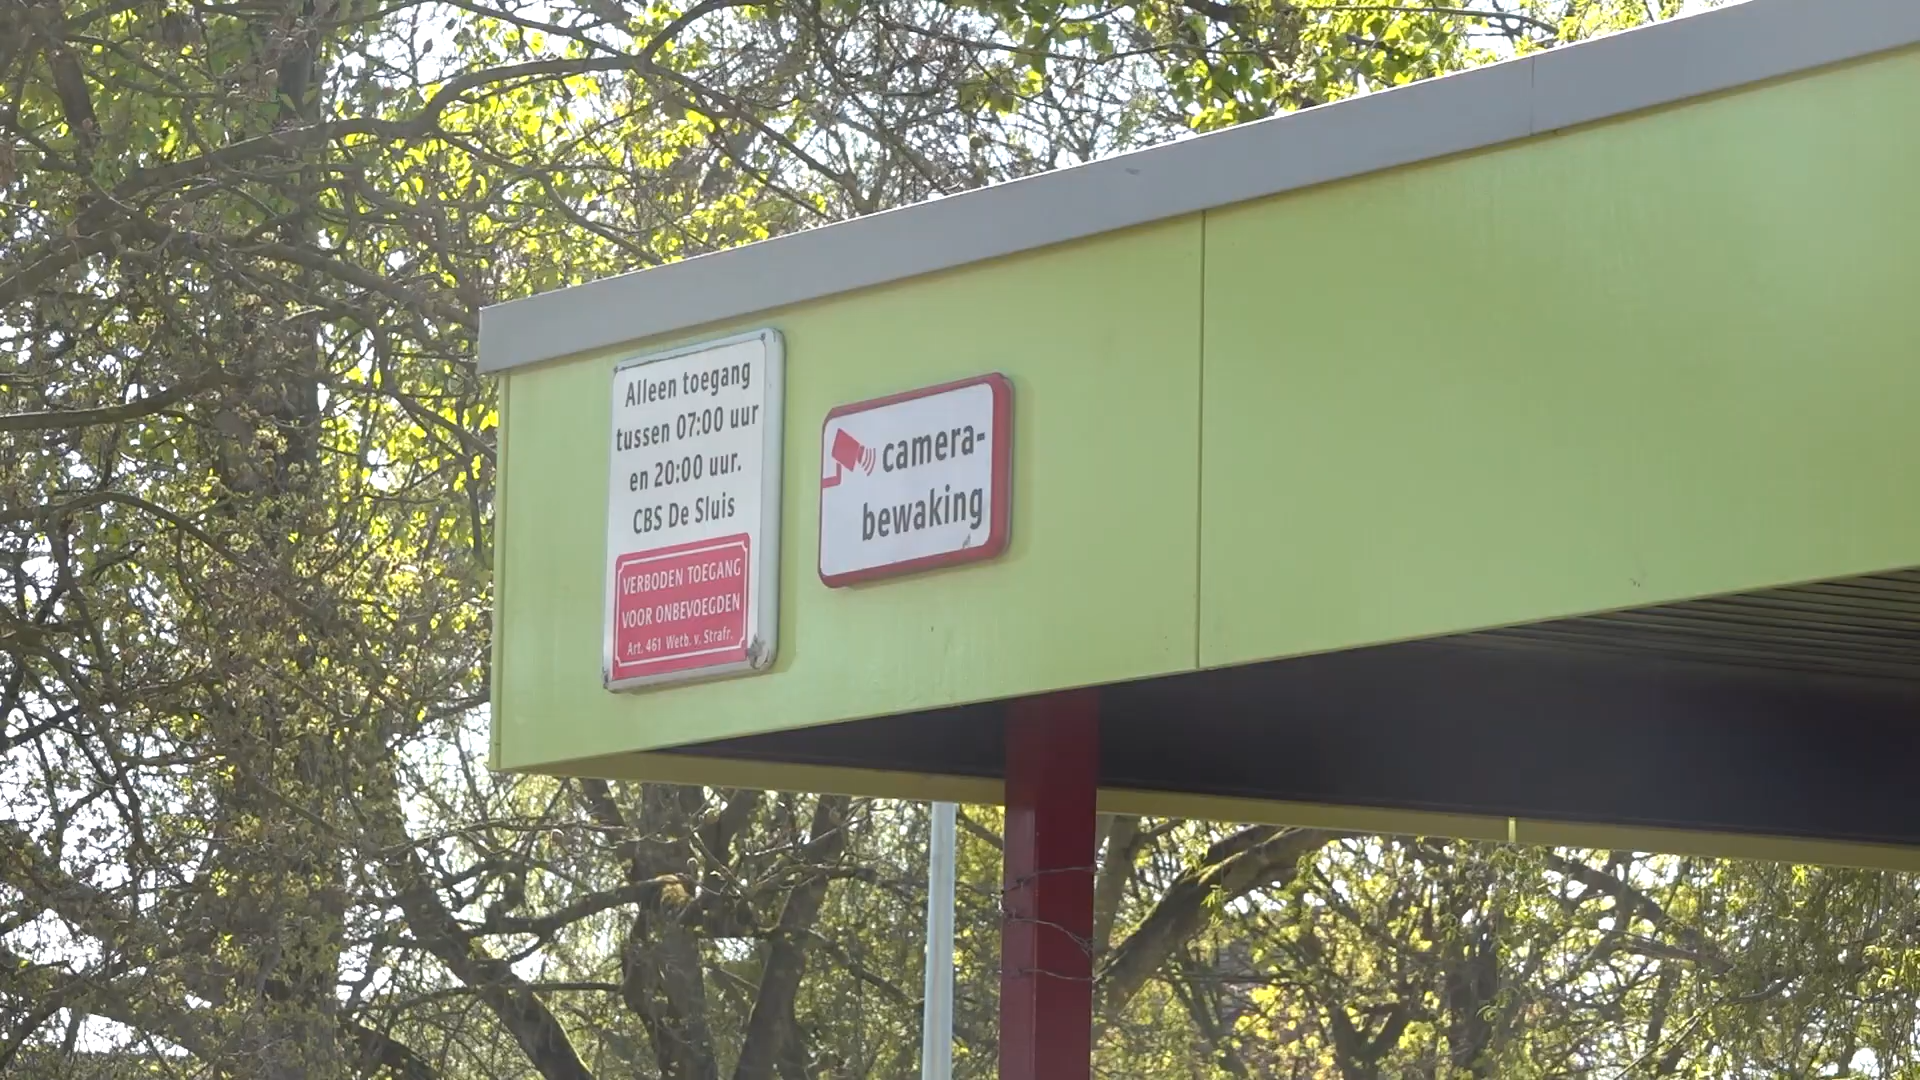 Alleen toegang
tussen 07:00 uur
en 20:00 uur.
CBS De Sluis
VERBODEN TOEGANG
VOOR ONBEVOEGDEN
Art. 461 Wetb. v. Strafr.
camera-
bewaking